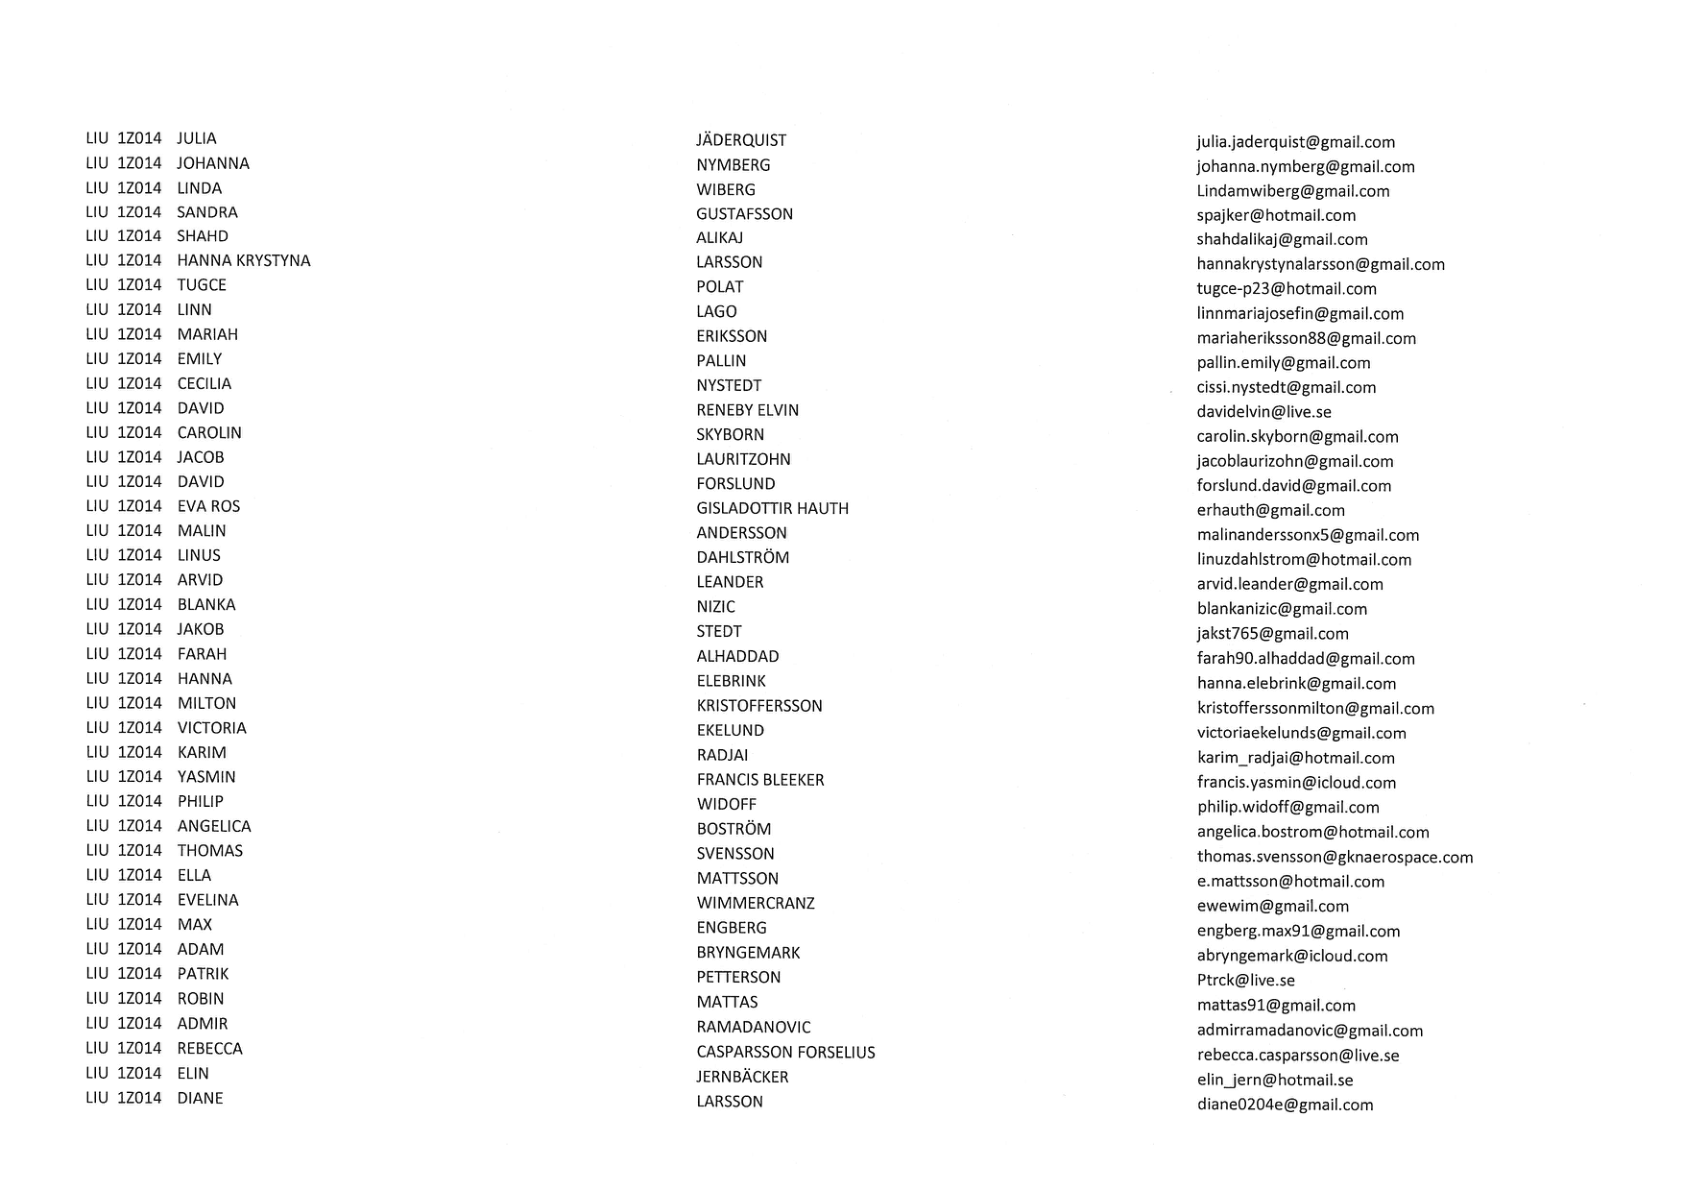 LIU 1Z014 JULIA JÄDERQUIST julia.jaderquist@gmail.com
LIU 1Z014 JOHANNA NYMBERG johanna.nymberg@gmail.com
LIU 1Z014 LINDA WIBERG Lindamwiberg@gmail.com
LIU 1Z014 SANDRA GUSTAFSSON spajker@hotmail.com
LIU 1Z014 SHAHD ALIKAJ shahdalikaj@gmail.com
LIU 1Z014 HANNA KRYSTYNA LARSSON hannakrystynalarsson@gmail.com
LIU 1Z014 TUGCE POLAT tugce-p23@hotmail.com
LIU 1Z014 LINN LAGO linnmariajosefin@gmail.com
LIU 1Z014 MARIAH ERIKSSON mariaheriksson88@gmail.com
LIU 1Z014 EMILY PALLIN pallin.emily@gmail.com
LIU 1Z014 CECILIA NYSTEDT cissi.nystedt@gmail.com
LIU 1Z014 DAVID RENEBY ELVIN davidelvin@live.se
LIU 1Z014 CAROLIN SKYBORN carolin.skyborn@gmail.com
LIU 1Z014 JACOB LAURITZOHN jacoblaurizohn@gmail.com
LIU 1Z014 DAVID FORSLUND forslund.david@gmail.com
LIU 1Z014 EVA ROS GISLADOTTIR HAUTH erhauth@gmail.com
LIU 1Z014 MALIN ANDERSSON malinanderssonx5@gmail.com
LIU 1Z014 LINUS DAHLSTRÖM linuzdahlstrom@hotmail.com
LIU 1Z014 ARVID LEANDER arvid.leander@gmail.com
LIU 1Z014 BLANKA NIZIC blankanizic@gmail.com
LIU 1Z014 JAKOB STEDT jakst765@gmail.com
LIU 1Z014 FARAH ALHADDAD farah90.alhaddad@gmail.com
LIU 1Z014 HANNA ELEBRINK hanna.elebrink@gmail.com
LIU 1Z014 MILTON KRISTOFFERSSON kristofferssonmilton@gmail.com
LIU 1Z014 VICTORIA EKELUND victoriaekelunds@gmail.com
LIU 1Z014 KARIM RADJAI karim_radjai@hotmail.com
LIU 1Z014 YASMIN FRANCIS BLEEKER francis.yasmin@icloud.com
LIU 1Z014 PHILIP WIDOFF philip.widoff@gmail.com
LIU 1Z014 ANGELICA BOSTRÖM angelica.bostrom@hotmail.com
LIU 1Z014 THOMAS SVENSSON thomas.svensson@gknaerospace.com
LIU 1Z014 ELLA MATTSSON e.mattsson@hotmail.com
LIU 1Z014 EVELINA WIMMERCRANZ ewewim@gmail.com
LIU 1Z014 MAX ENGBERG engberg.max91@gmail.com
LIU 1Z014 ADAM BRYNGEMARK abryngemark@icloud.com
LIU 1Z014 PATRIK PETTERSON Ptrck@live.se
LIU 1Z014 ROBIN MATTAS mattas91@gmail.com
LIU 1Z014 ADMIR RAMADANOVIC admirramadanovic@gmail.com
LIU 1Z014 REBECCA CASPARSSON FORSELIUS rebecca.casparsson@live.se
LIU 1Z014 ELIN JERNBÄCKER elin_jern@hotmail.se
LIU 1Z014 DIANE LARSSON diane0204e@gmail.com